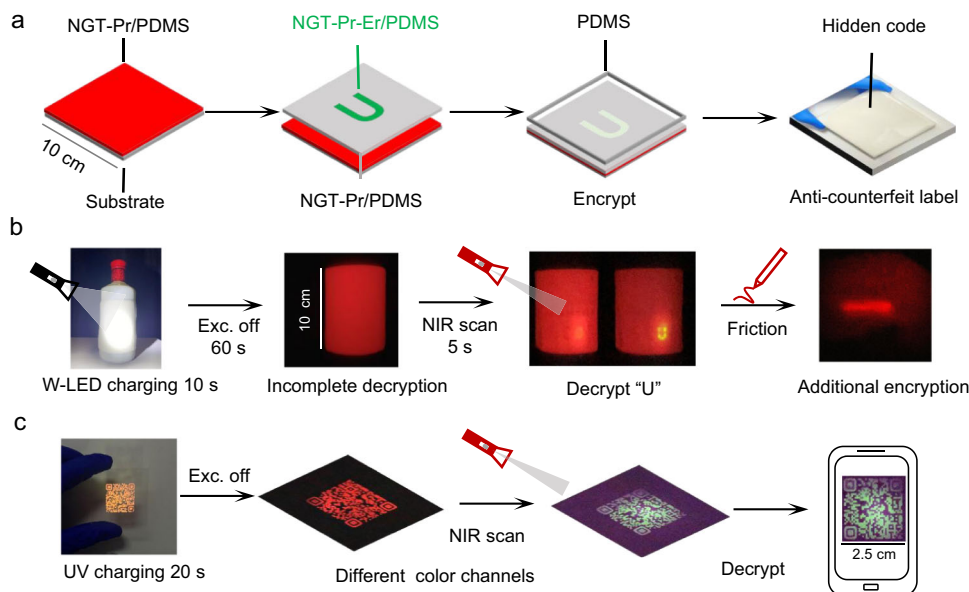 a
NGT-Pr/PDMS
NGT-Pr-Er/PDMS
PDMS
Hidden code
U
U
10 cm
Substrate
NGT-Pr/PDMS
Encrypt
Anti-counterfeit label
b
10 cm
Exc. off
60 s
NIR scan
5 s
U
Friction
W-LED charging 10 s
Incomplete decryption
Decrypt “U”
Additional encryption
c
Exc. off
NIR scan
2.5 cm
UV charging 20 s
Different color channels
Decrypt